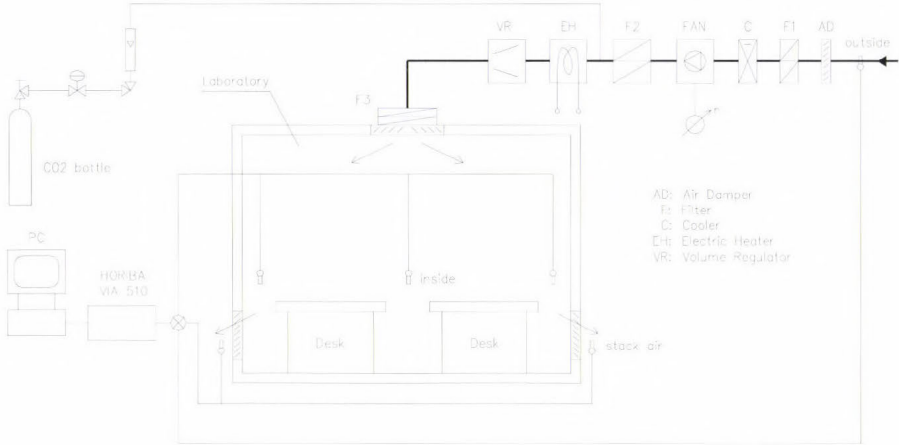 VR EH F2 FAN C F1 AD
outside
Laboratory
F3
CO2 bottle
AD: Air Damper
F: Filter
C: Cooler
EH: Electric Heater
VR: Volume Regulator
PC
HORIBA
VIA 510
inside
Desk
Desk
stack air